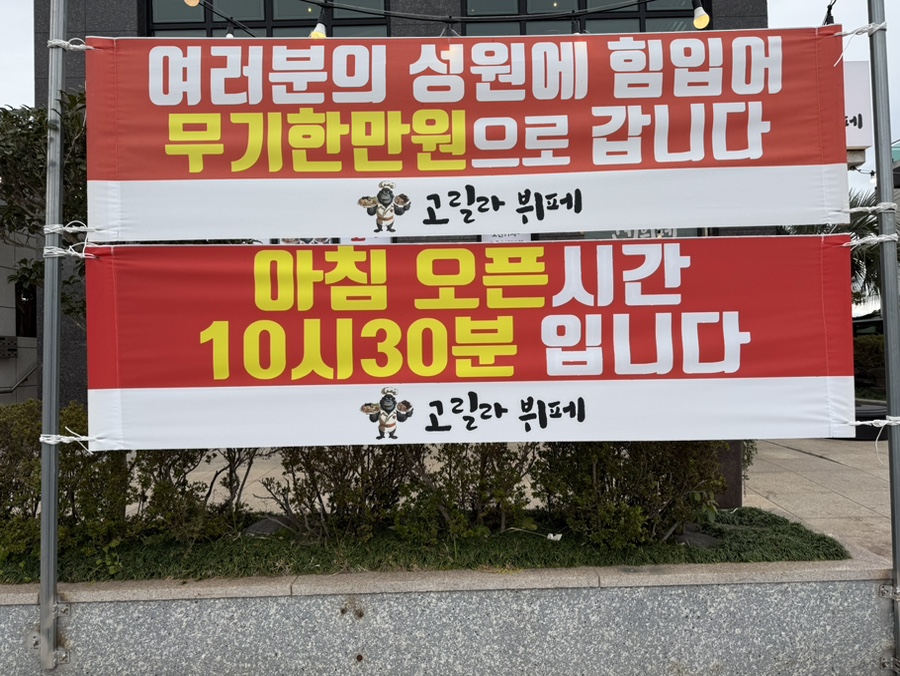 여러분의 성원에 힘입어
무기한만원으로 갑니다
고릴라 뷔페
아침 오픈시간
10시30분 입니다
고릴라 뷔페